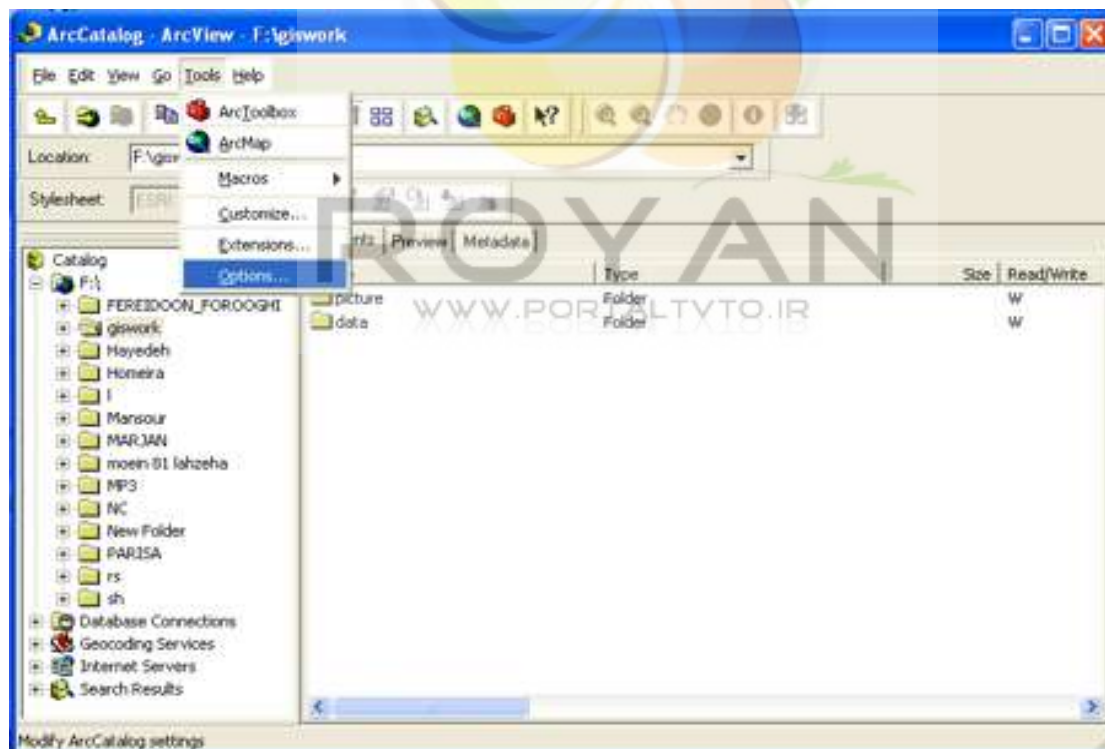 ArcCatalog - ArcView - F:\giswork
File Edit View Go Tools Help
ArcToolbox
ArcMap
Macros
Customize...
Extensions...
Options...
Location:
Stylesheet:
Preview Metadata
Type Size Read/Write
picture Folder W
data Folder W
Catalog
F:\
FEREIDOON_FOROOGHI
giswork
Hayedeh
Homeira
Mansour
MARJAN
moein 81 lahzeha
MP3
NC
New Folder
PARISA
rs
sh
Database Connections
Geocoding Services
Internet Servers
Search Results
Modify ArcCatalog settings
ROYAN
WWW.PORTALTVTO.IR